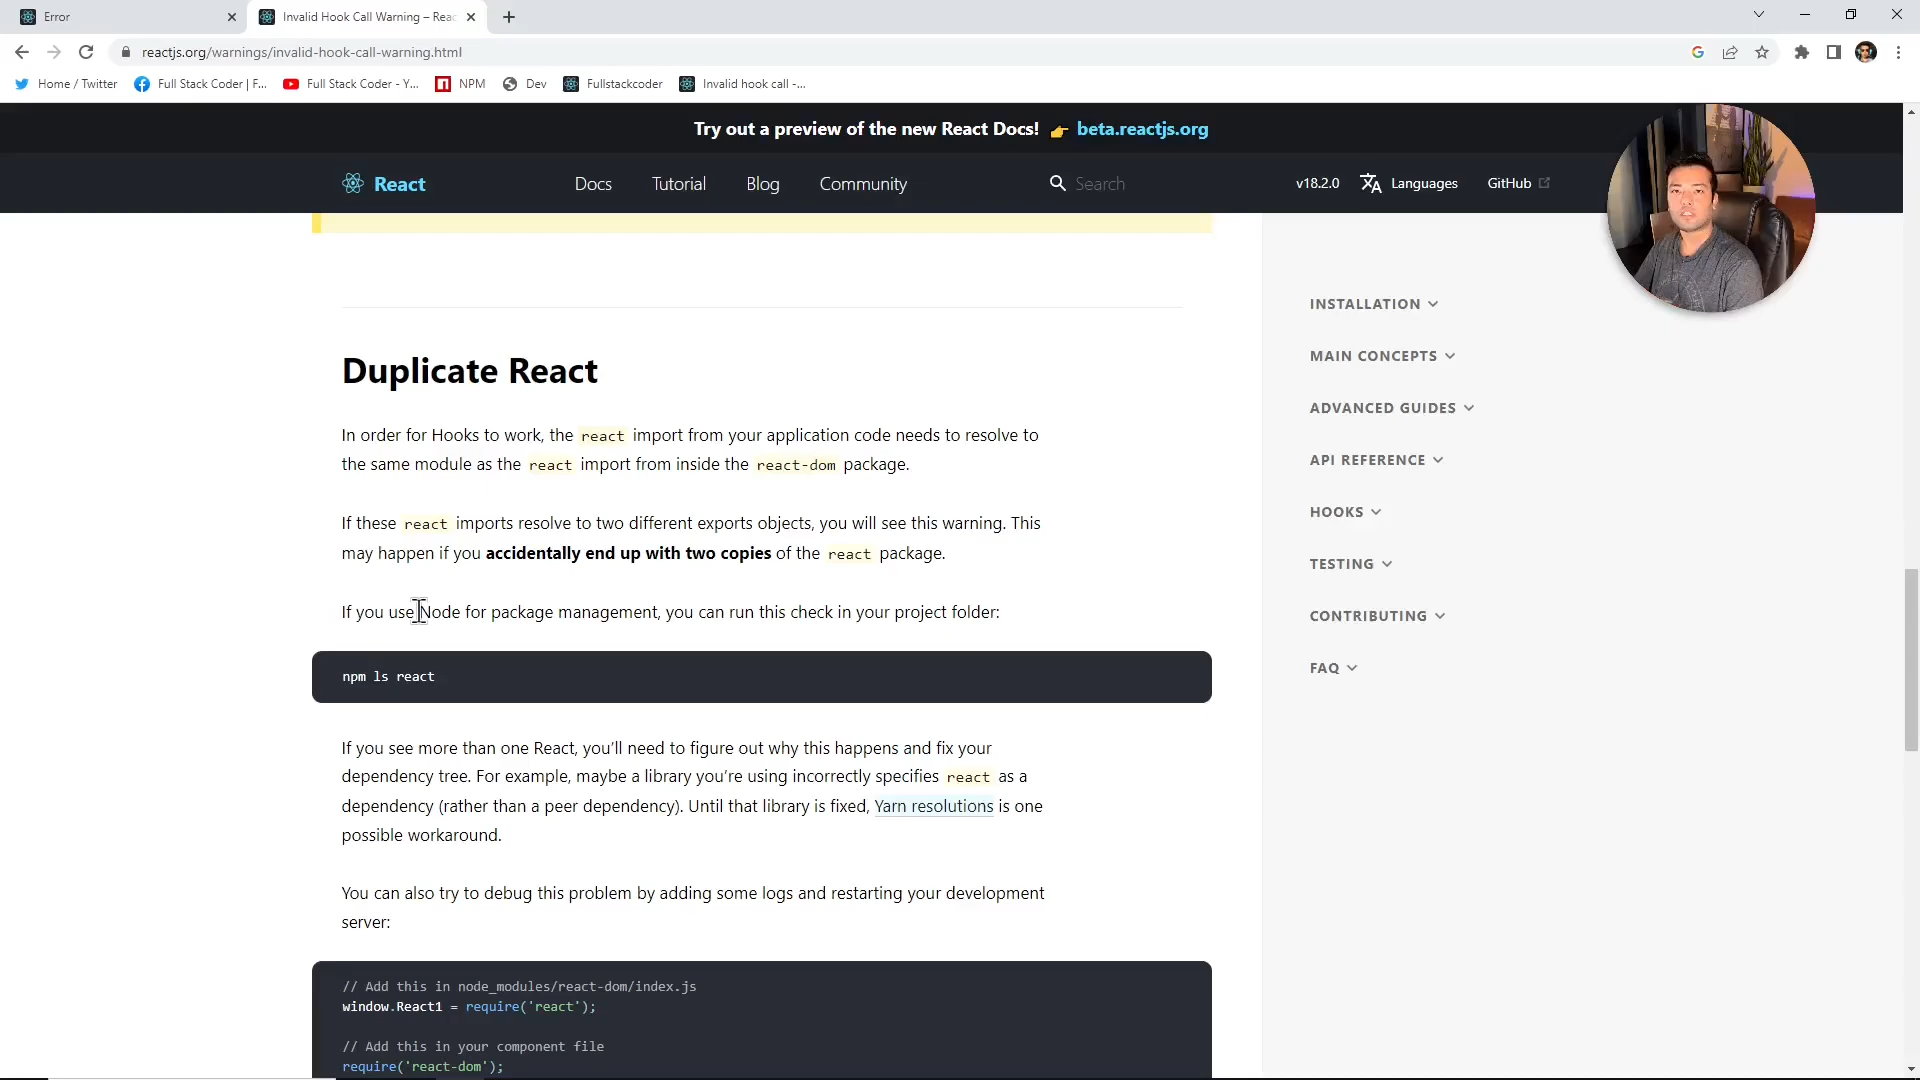 Error
Invalid Hook Call Warning – Reac
reactjs.org/warnings/invalid-hook-call-warning.html
Home / Twitter
Full Stack Coder | F...
Full Stack Coder - Y...
NPM
Dev
Fullstackcoder
Invalid hook call -...
Try out a preview of the new React Docs! 👉 beta.reactjs.org
React
Docs
Tutorial
Blog
Community
Search
v18.2.0
Languages
GitHub
Duplicate React
In order for Hooks to work, the react import from your application code needs to resolve to
the same module as the react import from inside the react-dom package.
If these react imports resolve to two different exports objects, you will see this warning. This
may happen if you accidentally end up with two copies of the react package.
If you use Node for package management, you can run this check in your project folder:
npm ls react
If you see more than one React, you’ll need to figure out why this happens and fix your
dependency tree. For example, maybe a library you’re using incorrectly specifies react as a
dependency (rather than a peer dependency). Until that library is fixed, Yarn resolutions is one
possible workaround.
You can also try to debug this problem by adding some logs and restarting your development
server:
// Add this in node_modules/react-dom/index.js
window.React1 = require('react');
// Add this in your component file
require('react-dom');
INSTALLATION
MAIN CONCEPTS
ADVANCED GUIDES
API REFERENCE
HOOKS
TESTING
CONTRIBUTING
FAQ